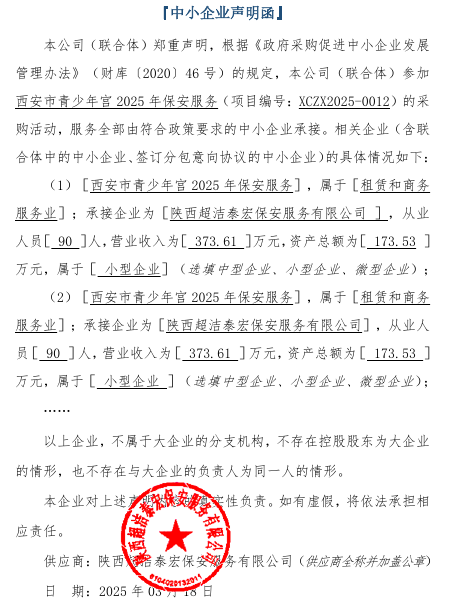 『中小企业声明函』
本公司（联合体）郑重声明，根据《政府采购促进中小企业发展
管理办法》（财库〔2020〕46号）的规定，本公司（联合体）参加
西安市青少年宫2025年保安服务（项目编号：XCZX2025-0012）的采
购活动，服务全部由符合政策要求的中小企业承接。相关企业（含联
合体中的中小企业、签订分包意向协议的中小企业）的具体情况如下：
（1）［西安市青少年宫2025年保安服务］，属于［租赁和商务
服务业］；承接企业为［陕西超洁泰宏保安服务有限公司 ］，从业
人员［ 90 ］人，营业收入为［ 373.61 ］万元，资产总额为［ 173.53 ］
万元，属于［ 小型企业］（选填中型企业、小型企业、微型企业）；
（2）［西安市青少年宫2025年保安服务］，属于［租赁和商务
服务业］；承接企业为［陕西超洁泰宏保安服务有限公司］，从业人
员［ 90 ］人，营业收入为［ 373.61 ］万元，资产总额为［ 173.53 ］
万元，属于［ 小型企业 ］（选填中型企业、小型企业、微型企业）；
……
以上企业，不属于大企业的分支机构，不存在控股股东为大企业
的情形，也不存在与大企业的负责人为同一人的情形。
本企业对上述声明内容的真实性负责。如有虚假，将依法承担相
应责任。
陕西超洁泰宏保安服务有限公司
6104020132011
供应商：陕西超洁泰宏保安服务有限公司（供应商全称并加盖公章）
日 期：2025年03月18日